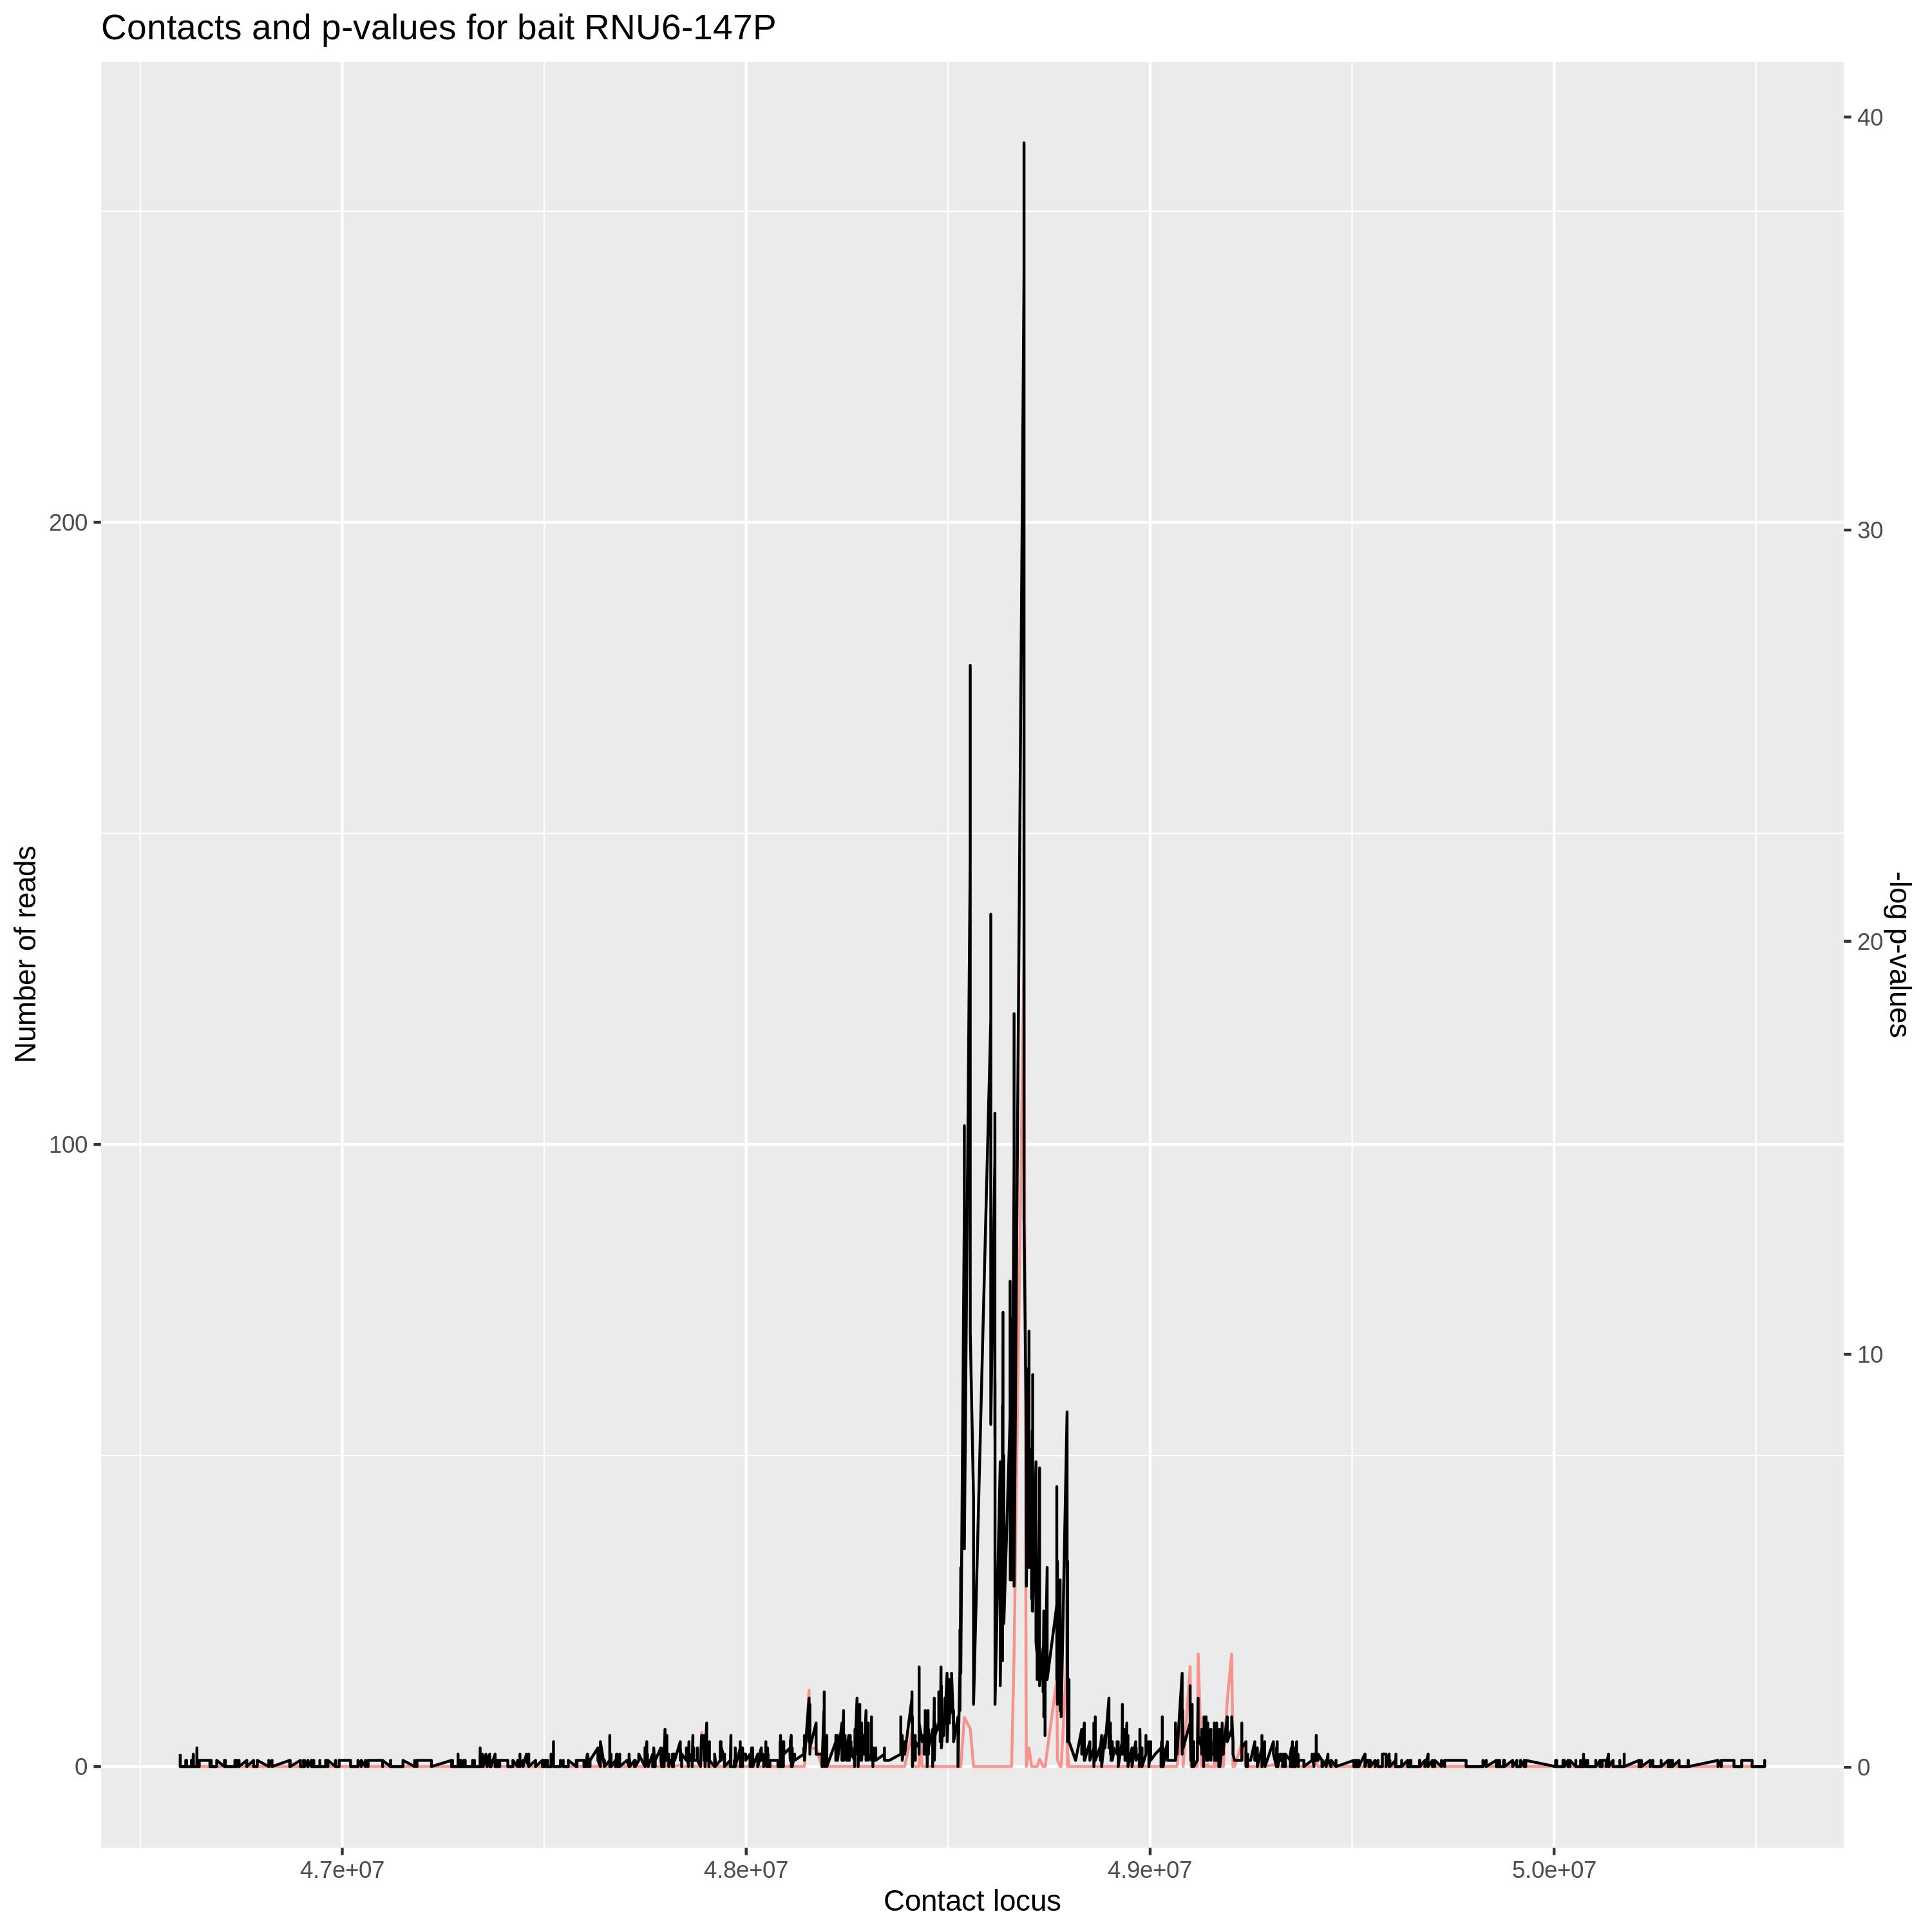 Contacts and p-values for bait RNU6-147P
40
200
30
Number of reads
-log p-values
20
100
10
0
0
4.7e+07
4.8e+07
4.9e+07
5.0e+07
Contact locus